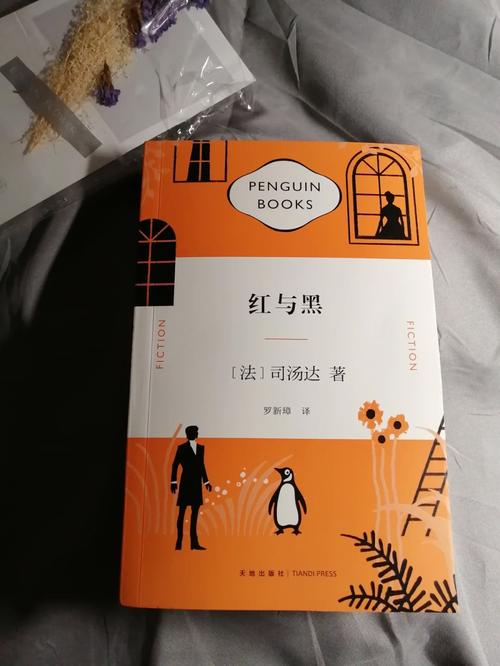 PENGUIN
BOOKS
红与黑
FICTION
FICTION
[法]司汤达 著
罗新璋 译
天地出版社 | TIANDI PRESS